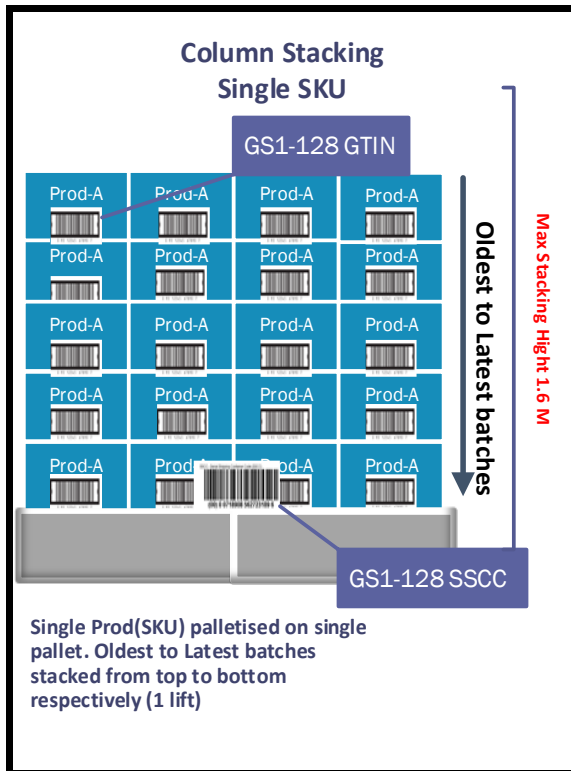 Column Stacking
Single SKU
GS1-128 GTIN
Prod-A Prod-A Prod-A Prod-A
Prod-A Prod-A Prod-A Prod-A
Prod-A Prod-A Prod-A Prod-A
Prod-A Prod-A Prod-A Prod-A
Prod-A Prod-A Prod-A
Oldest to Latest batches
Max Stacking Hight 1.6 M
GS1-128 SSCC
Single Prod(SKU) palletised on single
pallet. Oldest to Latest batches
stacked from top to bottom
respectively (1 lift)